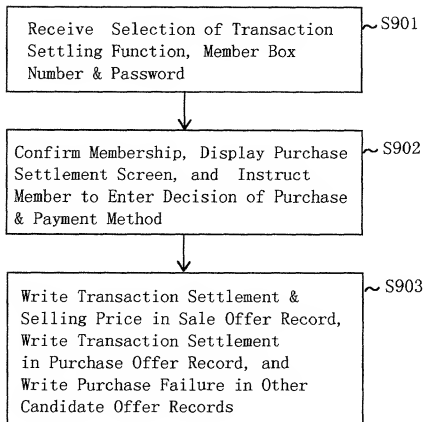 Receive Selection of Transaction
Settling Function, Member Box
Number & Password
S901
Confirm Membership, Display Purchase
Settlement Screen, and Instruct
Member to Enter Decision of Purchase
& Payment Method
S902
Write Transaction Settlement &
Selling Price in Sale Offer Record,
Write Transaction Settlement
in Purchase Offer Record, and
Write Purchase Failure in Other
Candidate Offer Records
S903